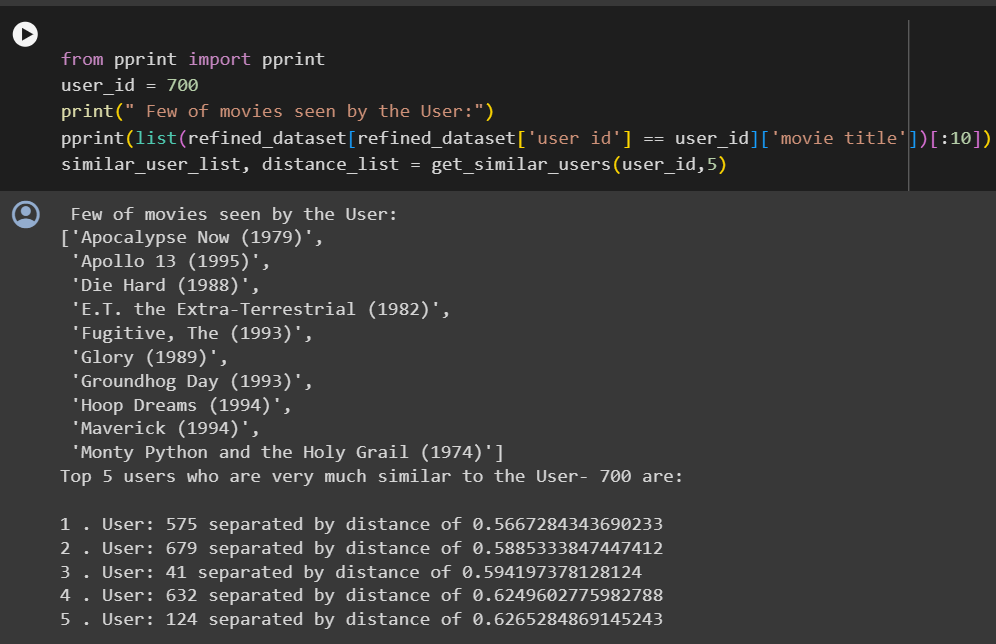 from pprint import pprint
user_id = 700
print(" Few of movies seen by the User:")
pprint(list(refined_dataset[refined_dataset['user id'] == user_id]['movie title'])[:10])
similar_user_list, distance_list = get_similar_users(user_id,5)
Few of movies seen by the User:
['Apocalypse Now (1979)',
'Apollo 13 (1995)',
'Die Hard (1988)',
'E.T. the Extra-Terrestrial (1982)',
'Fugitive, The (1993)',
'Glory (1989)',
'Groundhog Day (1993)',
'Hoop Dreams (1994)',
'Maverick (1994)',
'Monty Python and the Holy Grail (1974)']
Top 5 users who are very much similar to the User- 700 are:
1 . User: 575 separated by distance of 0.5667284343690233
2 . User: 679 separated by distance of 0.5885333847447412
3 . User: 41 separated by distance of 0.594197378128124
4 . User: 632 separated by distance of 0.6249602775982788
5 . User: 124 separated by distance of 0.6265284869145243